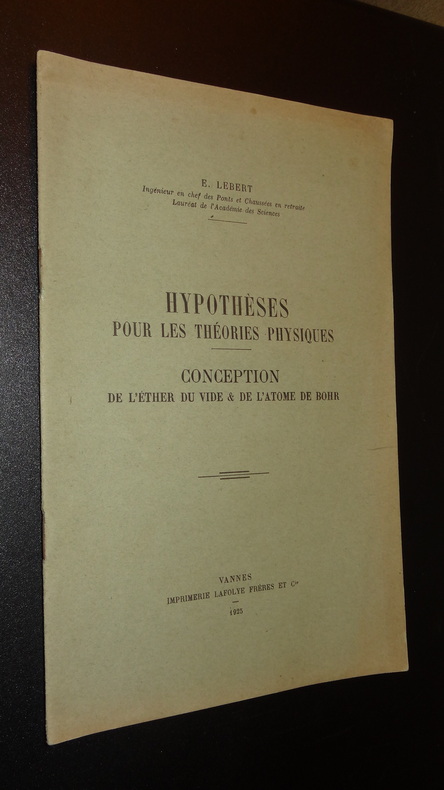 E. LEBERT
Ingénieur en chef des Ponts et Chaussées en retraite
Lauréat de l'Académie des Sciences
HYPOTHÈSES
POUR LES THÉORIES PHYSIQUES
CONCEPTION
DE L'ÉTHER DU VIDE & DE L'ATOME DE BOHR
VANNES
IMPRIMERIE LAFOLYE FRÈRES ET Cie
1925